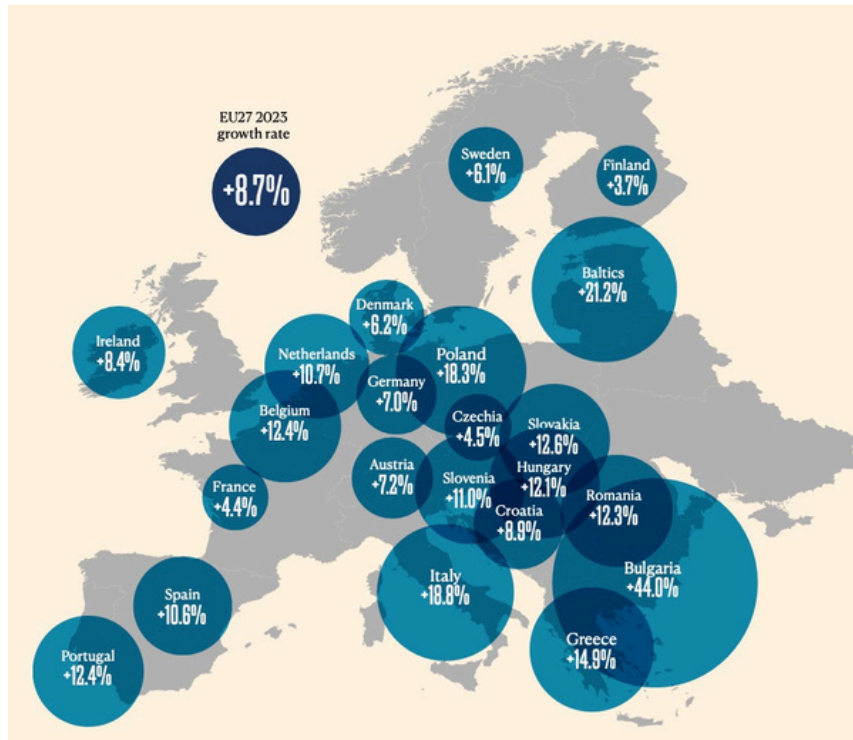 EU27 2023
growth rate
+8.7%
Sweden
+6.1%
Finland
+3.7%
Baltics
+21.2%
Denmark
+6.2%
Ireland
+8.4%
Netherlands
+10.7%
Poland
+18.3%
Germany
+7.0%
Belgium
+12.4%
Czechia
+4.5%
Slovakia
+12.6%
Austria
+7.2%
Slovenia
+11.0%
Hungary
+12.1%
France
+4.4%
Croatia
+8.9%
Romania
+12.3%
Italy
+18.8%
Bulgaria
+44.0%
Spain
+10.6%
Greece
+14.9%
Portugal
+12.4%